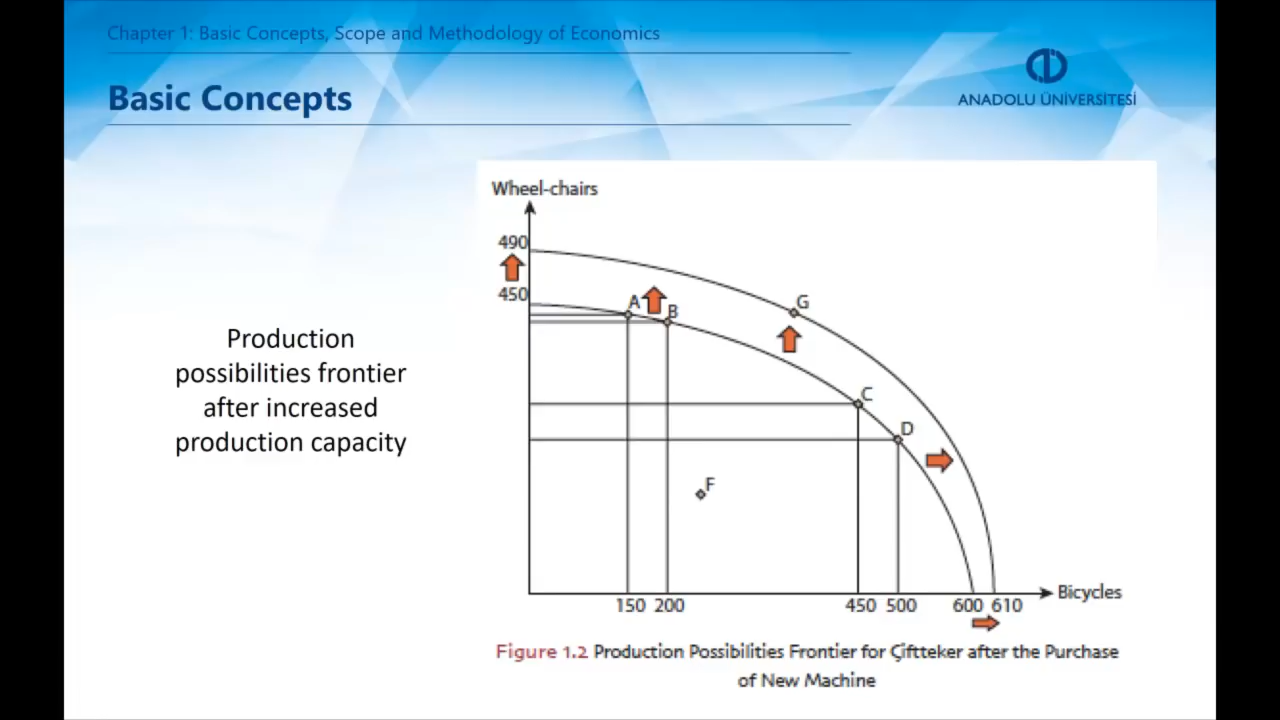 Chapter 1: Basic Concepts, Scope and Methodology of Economics
Basic Concepts
ANADOLU ÜNİVERSİTESİ
Production
possibilities frontier
after increased
production capacity
Wheel-chairs
490
450
A
B
G
C
D
F
150 200 450 500 600 610
Bicycles
Figure 1.2 Production Possibilities Frontier for Çiftteker after the Purchase
of New Machine